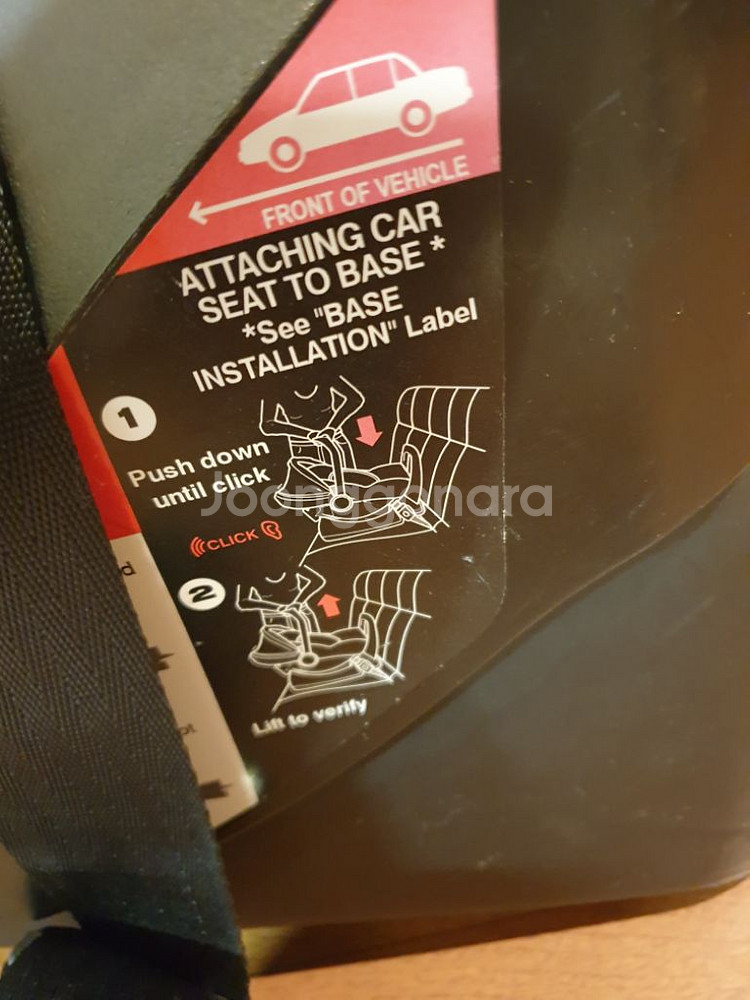 FRONT OF VEHICLE
ATTACHING CAR
SEAT TO BASE *
*See "BASE
INSTALLATION" Label
1
Push down
until click
Joonggonara
CLICK
2
Lift to verify